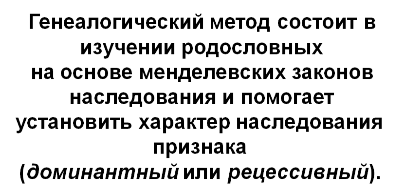 Генеалогический метод состоит в
изучении родословных
на основе менделевских законов
наследования и помогает
установить характер наследования
признака
(доминантный или рецессивный).